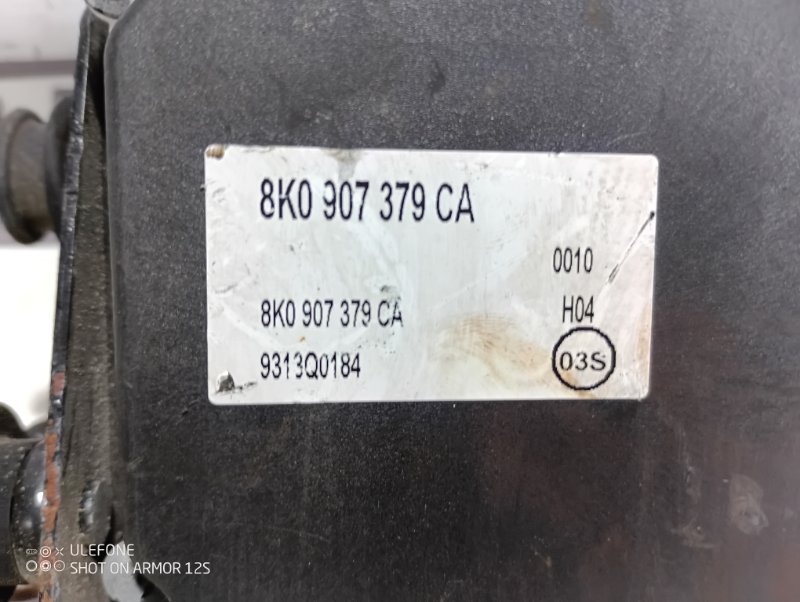 8K0 907 379 CA
0010
8K0 907 379 CA
H04
9313Q0184
03S
ULEFONE
SHOT ON ARMOR 12S